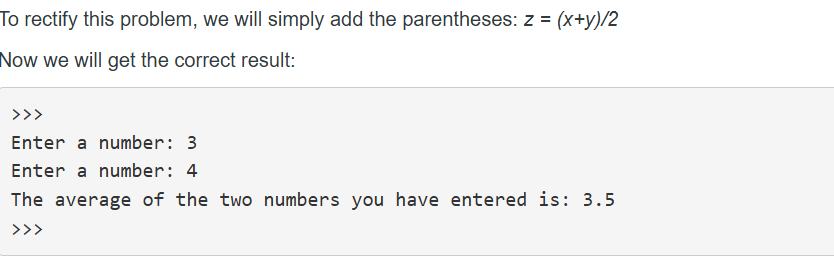 To rectify this problem, we will simply add the parentheses: z = (x+y)/2
Now we will get the correct result:
>>>
Enter a number: 3
Enter a number: 4
The average of the two numbers you have entered is: 3.5
>>>